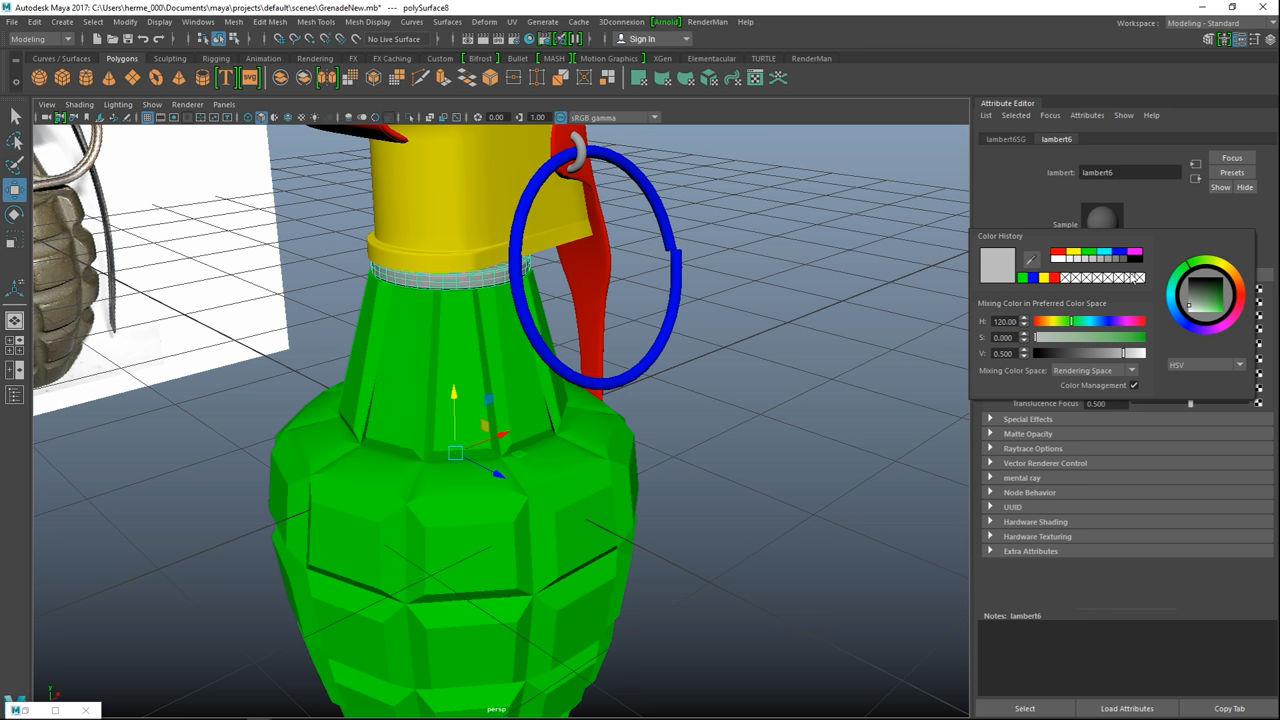 Autodesk Maya 2017: C:\Users\herme_000\Documents\maya\projects\default\scenes\GrenadeNew.mb* --- polySurface8
File Edit Create Select Modify Display Windows Mesh Edit Mesh Mesh Tools Mesh Display Curves Surfaces Deform UV Generate Cache 3Dconnexion Arnold RenderMan Help
Workspace : Modeling - Standard
Modeling No Live Surface Sign In
Curves / Surfaces Polygons Sculpting Rigging Animation Rendering FX FX Caching Custom Bifrost Bullet MASH Motion Graphics XGen Elementacular TURTLE RenderMan
T svg
View Shading Lighting Show Renderer Panels
0.00 1.00 sRGB gamma
Attribute Editor
List Selected Focus Attributes Show Help
lambert6SG lambert6
lambert: lambert6
Focus
Presets
Show Hide
Sample
Color History
Mixing Color in Preferred Color Space
H: 120.00
S: 0.000
V: 0.500
HSV
Mixing Color Space: Rendering Space
Color Management
Translucence Focus 0.500
Special Effects
Matte Opacity
Raytrace Options
Vector Renderer Control
mental ray
Node Behavior
UUID
Hardware Shading
Hardware Texturing
Extra Attributes
Notes: lambert6
persp
Select Load Attributes Copy Tab